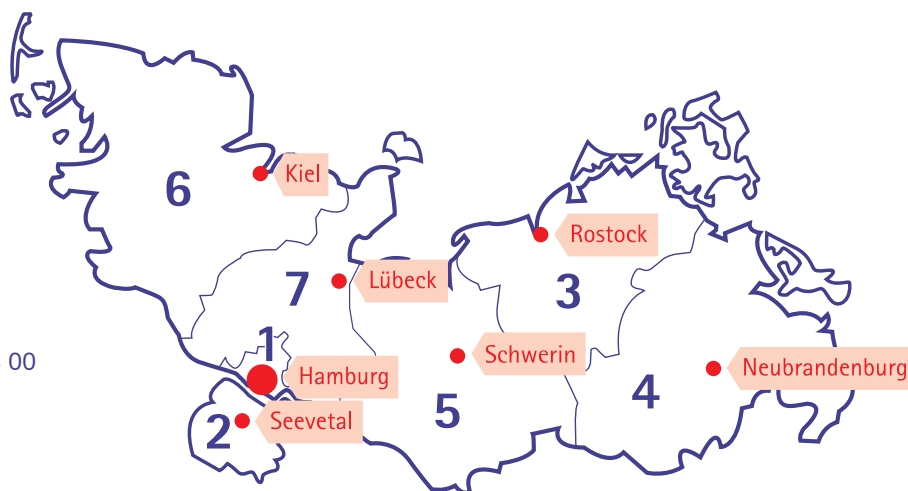 Kiel
6
Rostock
Lübeck
7
3
1
Schwerin
00
Neubrandenburg
Hamburg
4
5
Seevetal
2